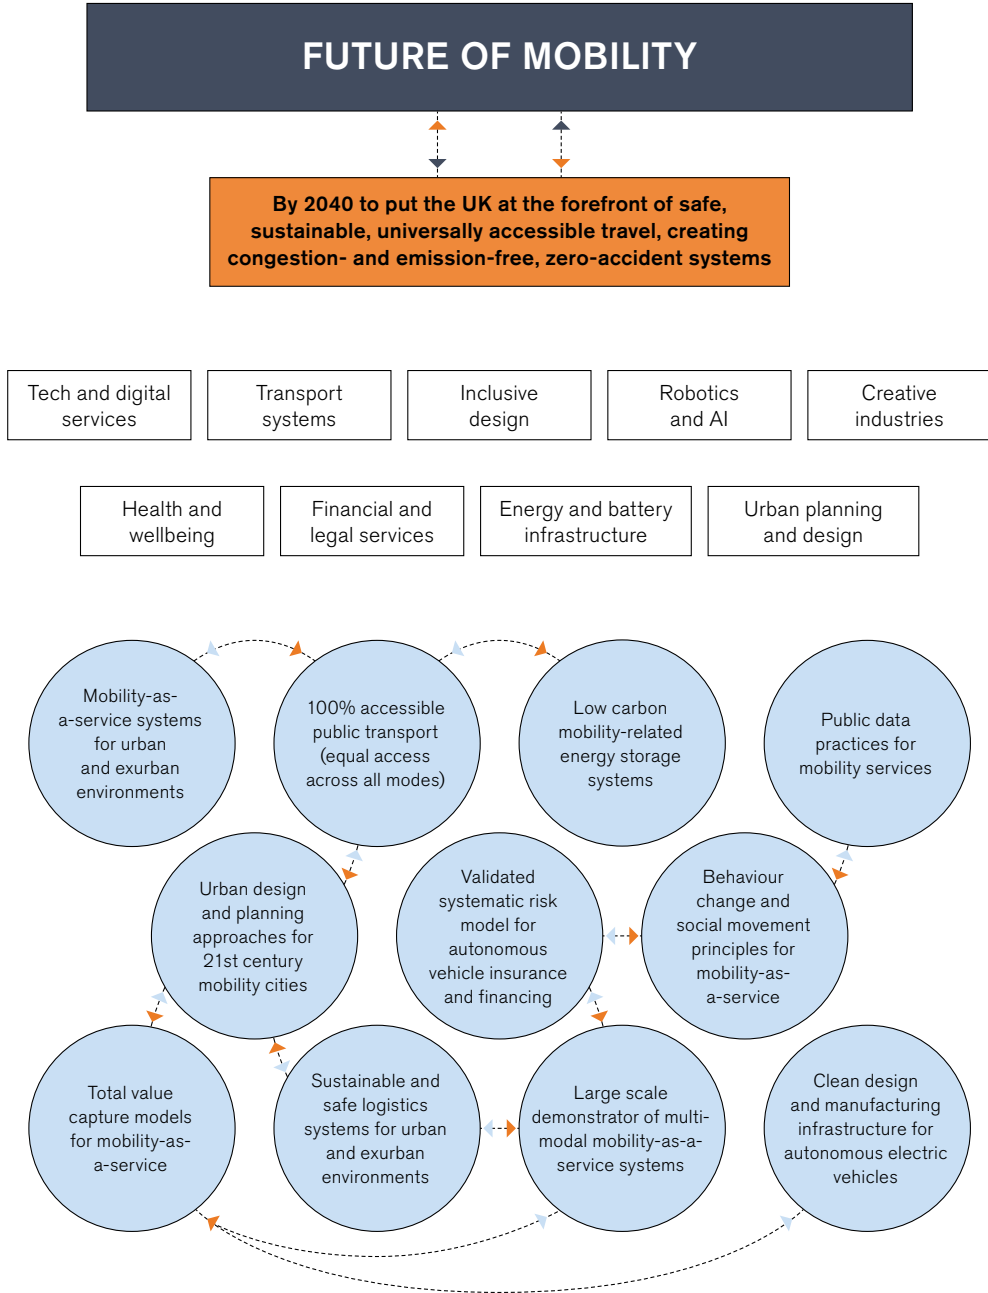 FUTURE OF MOBILITY
By 2040 to put the UK at the forefront of safe,
sustainable, universally accessible travel, creating
congestion- and emission-free, zero-accident systems
Tech and digital
services
Transport
systems
Inclusive
design
Robotics
and AI
Creative
industries
Health and
wellbeing
Financial and
legal services
Energy and battery
infrastructure
Urban planning
and design
Mobility-as-
a-service systems
for urban
and exurban
environments
100% accessible
public transport
(equal access
across all modes)
Low carbon
mobility-related
energy storage
systems
Public data
practices for
mobility services
Urban design
and planning
approaches for
21st century
mobility cities
Validated
systematic risk
model for
autonomous
vehicle insurance
and financing
Behaviour
change and
social movement
principles for
mobility-as-
a-service
Total value
capture models
for mobility-as-
a-service
Sustainable and
safe logistics
systems for urban
and exurban
environments
Large scale
demonstrator of multi-
modal mobility-as-a-
service systems
Clean design
and manufacturing
infrastructure for
autonomous electric
vehicles